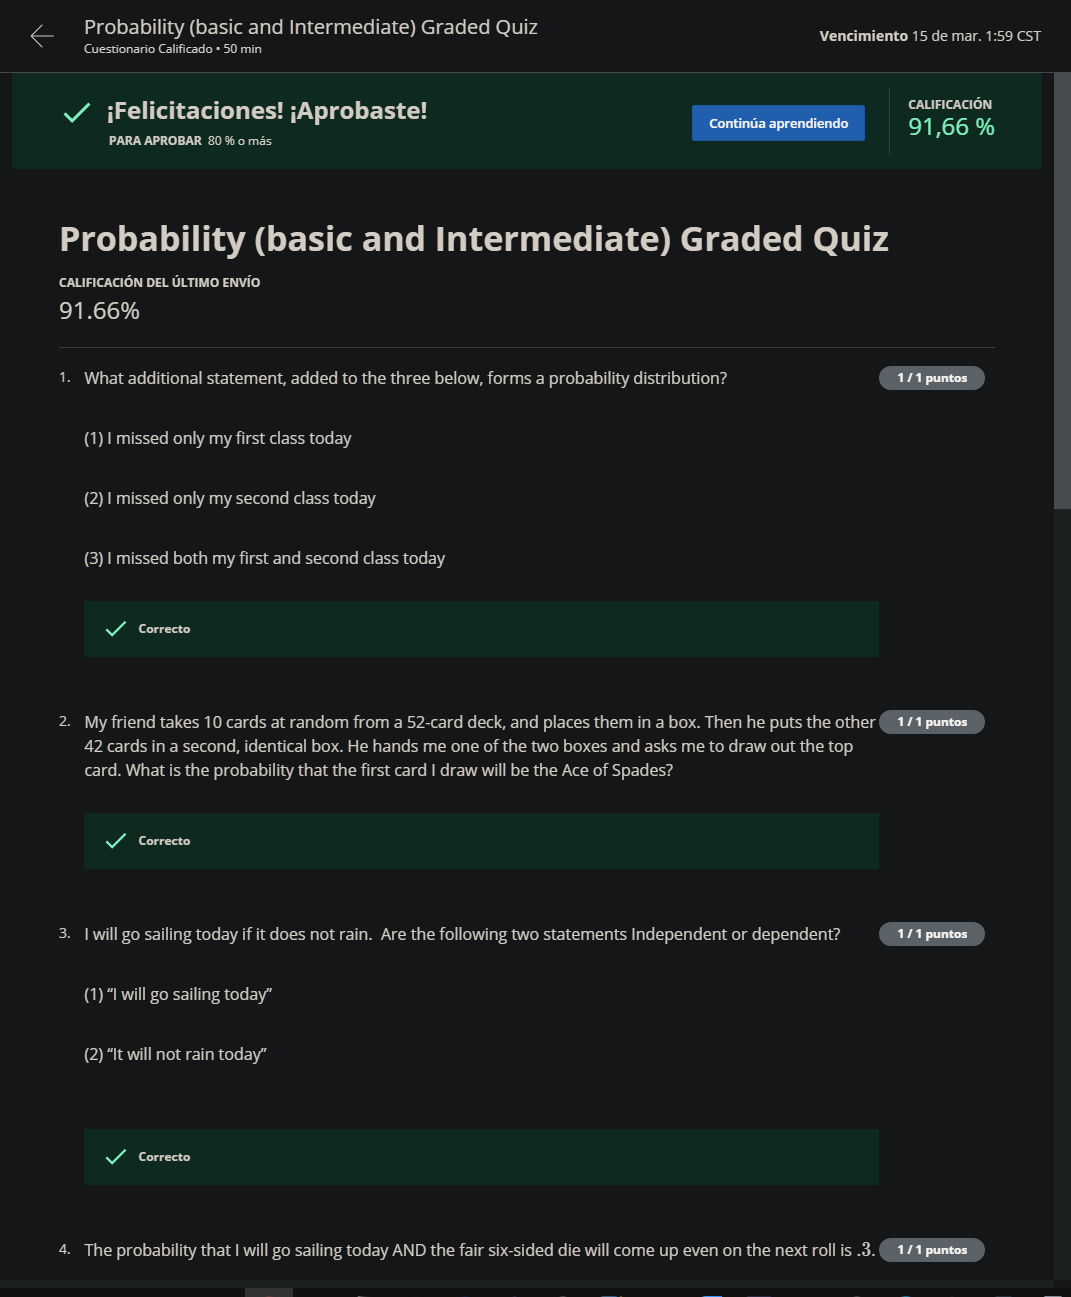 Probability (basic and Intermediate) Graded Quiz
Cuestionario Calificado • 50 min
Vencimiento 15 de mar. 1:59 CST
¡Felicitaciones! ¡Aprobaste!
PARA APROBAR 80 % o más
Continúa aprendiendo
CALIFICACIÓN
91,66 %
Probability (basic and Intermediate) Graded Quiz
CALIFICACIÓN DEL ÚLTIMO ENVÍO
91.66%
1. What additional statement, added to the three below, forms a probability distribution?
1 / 1 puntos
(1) I missed only my first class today
(2) I missed only my second class today
(3) I missed both my first and second class today
Correcto
2. My friend takes 10 cards at random from a 52-card deck, and places them in a box. Then he puts the other
1 / 1 puntos
42 cards in a second, identical box. He hands me one of the two boxes and asks me to draw out the top
card. What is the probability that the first card I draw will be the Ace of Spades?
Correcto
3. I will go sailing today if it does not rain.  Are the following two statements Independent or dependent?
1 / 1 puntos
(1) “I will go sailing today”
(2) “It will not rain today”
Correcto
4. The probability that I will go sailing today AND the fair six-sided die will come up even on the next roll is .3.
1 / 1 puntos